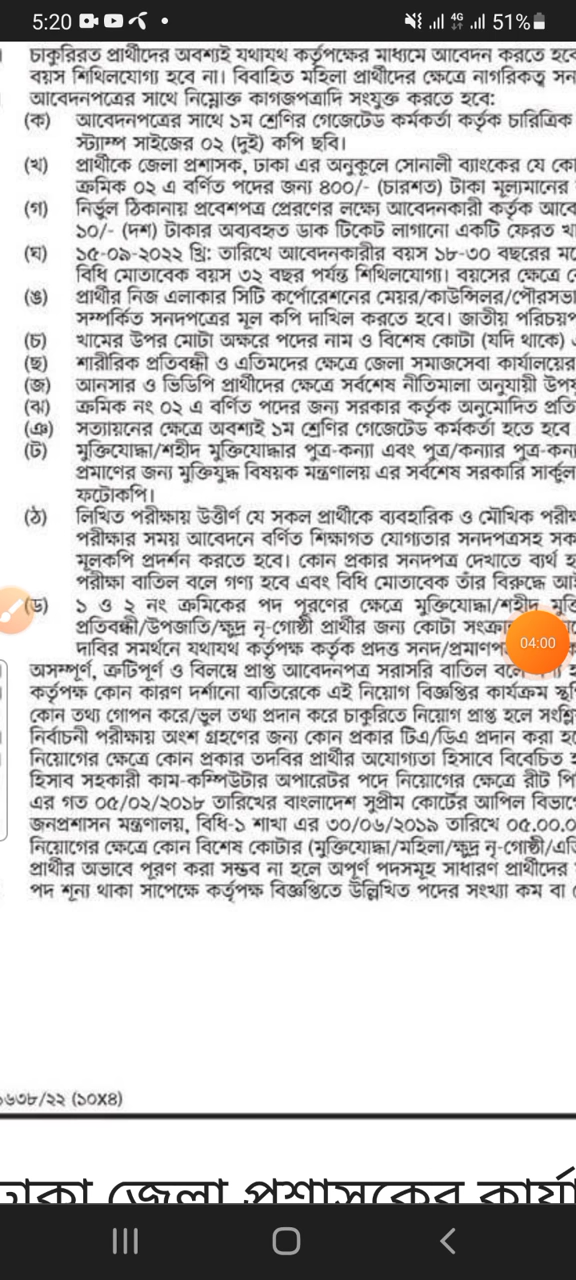 5:20
4G
51%
চাকুরিরত প্রার্থীদের অবশ্যই যথাযথ কর্তৃপক্ষের মাধ্যমে আবেদন করতে হবে
বয়স শিথিলযোগ্য হবে না। বিবাহিত মহিলা প্রার্থীদের ক্ষেত্রে নাগরিকত্ব সন
আবেদনপত্রের সাথে নিম্নোক্ত কাগজপত্রাদি সংযুক্ত করতে হবে:
(ক) আবেদনপত্রের সাথে ১ম শ্রেণির গেজেটেড কর্মকর্তা কর্তৃক চারিত্রিক
স্ট্যাম্প সাইজের ০২ (দুই) কপি ছবি।
(খ) প্রার্থীকে জেলা প্রশাসক, ঢাকা এর অনুকূলে সোনালী ব্যাংকের যে কো
ক্রমিক ০২ এ বর্ণিত পদের জন্য ৪০০/- (চারশত) টাকা মূল্যমানের
(গ) নির্ভুল ঠিকানায় প্রবেশপত্র প্রেরণের লক্ষ্যে আবেদনকারী কর্তৃক আবে
১০/- (দশ) টাকার অব্যবহৃত ডাক টিকেট লাগানো একটি ফেরত খা
(ঘ) ১৫-০৯-২০২২ খ্রি: তারিখে আবেদনকারীর বয়স ১৮-৩০ বছরের মে
বিধি মোতাবেক বয়স ৩২ বছর পর্যন্ত শিথিলযোগ্য। বয়সের ক্ষেত্রে
(ঙ) প্রার্থীর নিজ এলাকার সিটি কর্পোরেশনের মেয়র/কাউন্সিলর/পৌরসভা
সম্পর্কিত সনদপত্রের মূল কপি দাখিল করতে হবে। জাতীয় পরিচয়প
(চ) খামের উপর মোটা অক্ষরে পদের নাম ও বিশেষ কোটা (যদি থাকে)
(ছ) শারীরিক প্রতিবন্ধী ও এতিমদের ক্ষেত্রে জেলা সমাজসেবা কার্যালয়ের
(জ) আনসার ও ভিডিপি প্রার্থীদের ক্ষেত্রে সর্বশেষ নীতিমালা অনুযায়ী উপয
(ঝ) ক্রমিক নং ০২ এ বর্ণিত পদের জন্য সরকার কর্তৃক অনুমোদিত প্রতি
(ঞ) সত্যায়নের ক্ষেত্রে অবশ্যই ১ম শ্রেণির গেজেটেড কর্মকর্তা হতে হবে
(ট) মুক্তিযোদ্ধা/শহীদ মুক্তিযোদ্ধার পুত্র-কন্যা এবং পুত্র/কন্যার পুত্র-কন্যা
প্রমাণের জন্য মুক্তিযুদ্ধ বিষয়ক মন্ত্রণালয় এর সর্বশেষ সরকারি সার্কুল
ফটোকপি।
(ঠ) লিখিত পরীক্ষায় উত্তীর্ণ যে সকল প্রার্থীকে ব্যবহারিক ও মৌখিক পরীক্ষ
পরীক্ষার সময় আবেদনে বর্ণিত শিক্ষাগত যোগ্যতার সনদপত্রসহ সক
মূলকপি প্রদর্শন করতে হবে। কোন প্রকার সনদপত্র দেখাতে ব্যর্থ হ
পরীক্ষা বাতিল বলে গণ্য হবে এবং বিধি মোতাবেক তাঁর বিরুদ্ধে আই
(ড) ১ ও ২ নং ক্রমিকের পদ পূরণের ক্ষেত্রে মুক্তিযোদ্ধা/শহীদ মুক্তি
প্রতিবন্ধী/উপজাতি/ক্ষুদ্র নৃ-গোষ্ঠী প্রার্থীর জন্য কোটা সংক্রা
04:00
দাবির সমর্থনে যথাযথ কর্তৃপক্ষ কর্তৃক প্রদত্ত সনদ/প্রমাণপ
অসম্পূর্ণ, ত্রুটিপূর্ণ ও বিলম্বে প্রাপ্ত আবেদনপত্র সরাসরি বাতিল বলে
কর্তৃপক্ষ কোন কারণ দর্শানো ব্যতিরেকে এই নিয়োগ বিজ্ঞপ্তির কার্যক্রম স্থগি
কোন তথ্য গোপন করে/ভুল তথ্য প্রদান করে চাকুরিতে নিয়োগ প্রাপ্ত হলে সংশ্লি
নির্বাচনী পরীক্ষায় অংশ গ্রহণের জন্য কোন প্রকার টিএ/ডিএ প্রদান করা হবে
নিয়োগের ক্ষেত্রে কোন প্রকার তদবির প্রার্থীর অযোগ্যতা হিসাবে বিবেচিত হ
হিসাব সহকারী কাম-কম্পিউটার অপারেটর পদে নিয়োগের ক্ষেত্রে রীট পি
এর গত ০৫/০২/২০১৮ তারিখের বাংলাদেশ সুপ্রীম কোর্টের আপিল বিভাগে
জনপ্রশাসন মন্ত্রণালয়, বিধি-১ শাখা এর ৩০/০৬/২০১৯ তারিখে ০৫.০০.০
নিয়োগের ক্ষেত্রে কোন বিশেষ কোটার (মুক্তিযোদ্ধা/মহিলা/ক্ষুদ্র নৃ-গোষ্ঠী/এতি
প্রার্থীর অভাবে পূরণ করা সম্ভব না হলে অপূর্ণ পদসমূহ সাধারণ প্রার্থীদের
পদ শূন্য থাকা সাপেক্ষে কর্তৃপক্ষ বিজ্ঞপ্তিতে উল্লিখিত পদের সংখ্যা কম বা
১৬৩৮/২২ (১০X৪)
ঢাকা জেলা প্রশাসকের কার্যা